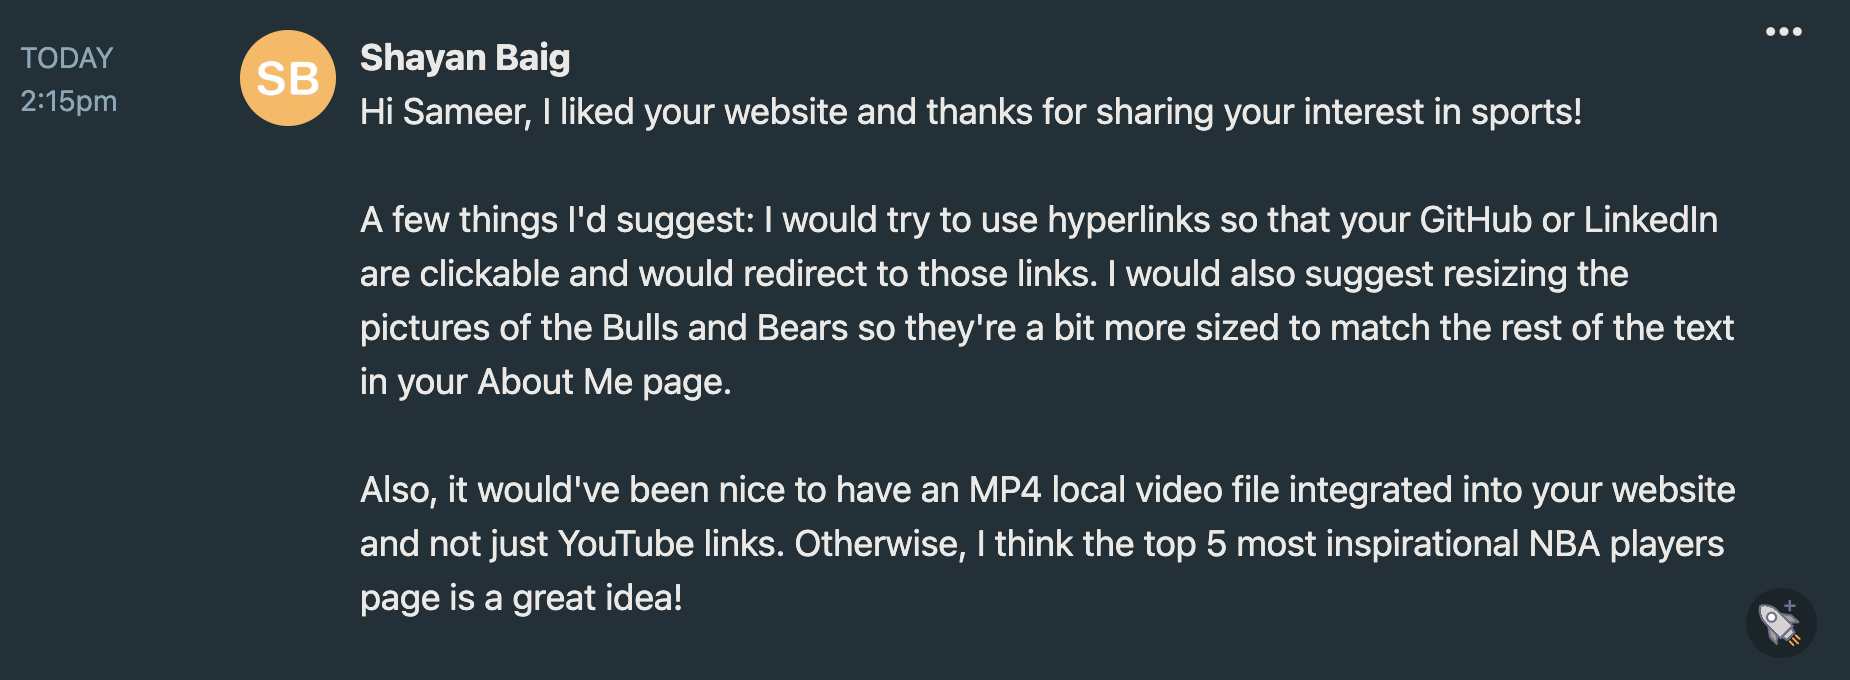 TODAY
2:15pm
SB
Shayan Baig
Hi Sameer, I liked your website and thanks for sharing your interest in sports!
A few things I'd suggest: I would try to use hyperlinks so that your GitHub or LinkedIn
are clickable and would redirect to those links. I would also suggest resizing the
pictures of the Bulls and Bears so they're a bit more sized to match the rest of the text
in your About Me page.
Also, it would've been nice to have an MP4 local video file integrated into your website
and not just YouTube links. Otherwise, I think the top 5 most inspirational NBA players
page is a great idea!